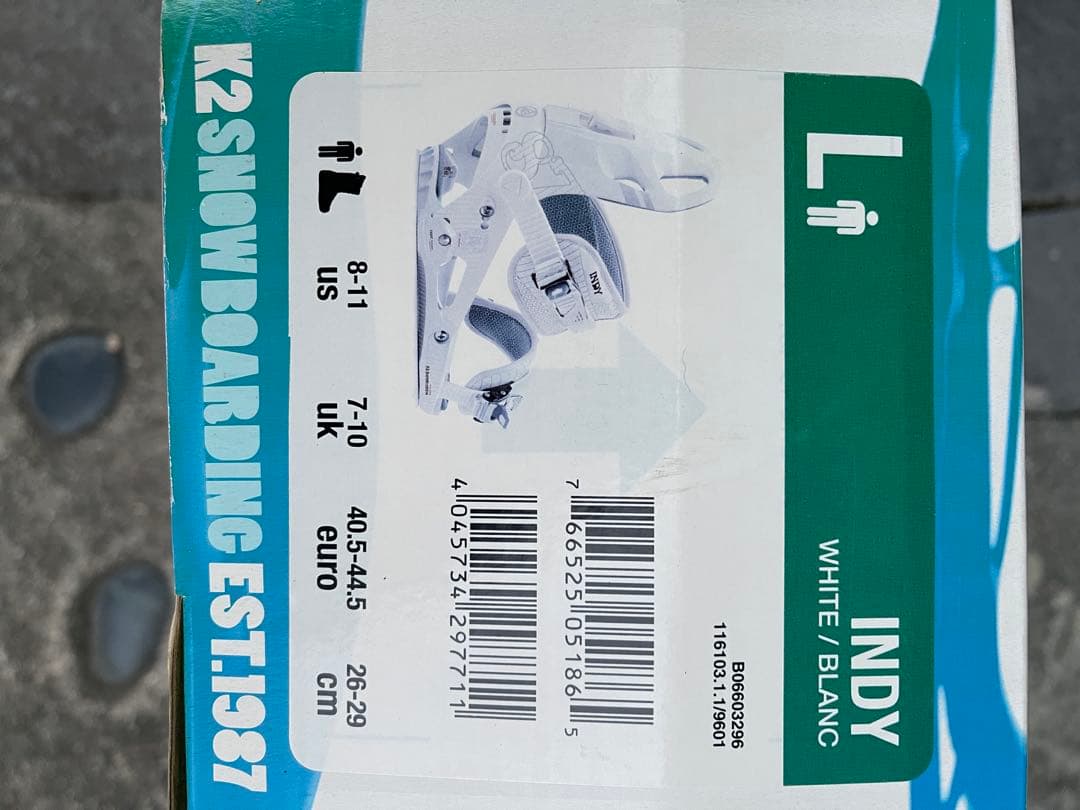 L
INDY
WHITE / BLANC
B06603296
116103.1.1/9601
INDY
7 66525 05186 5
4 045734 297711
8-11 7-10 40.5-44.5 26-29
us uk euro cm
K2 SNOWBOARDING EST.1987